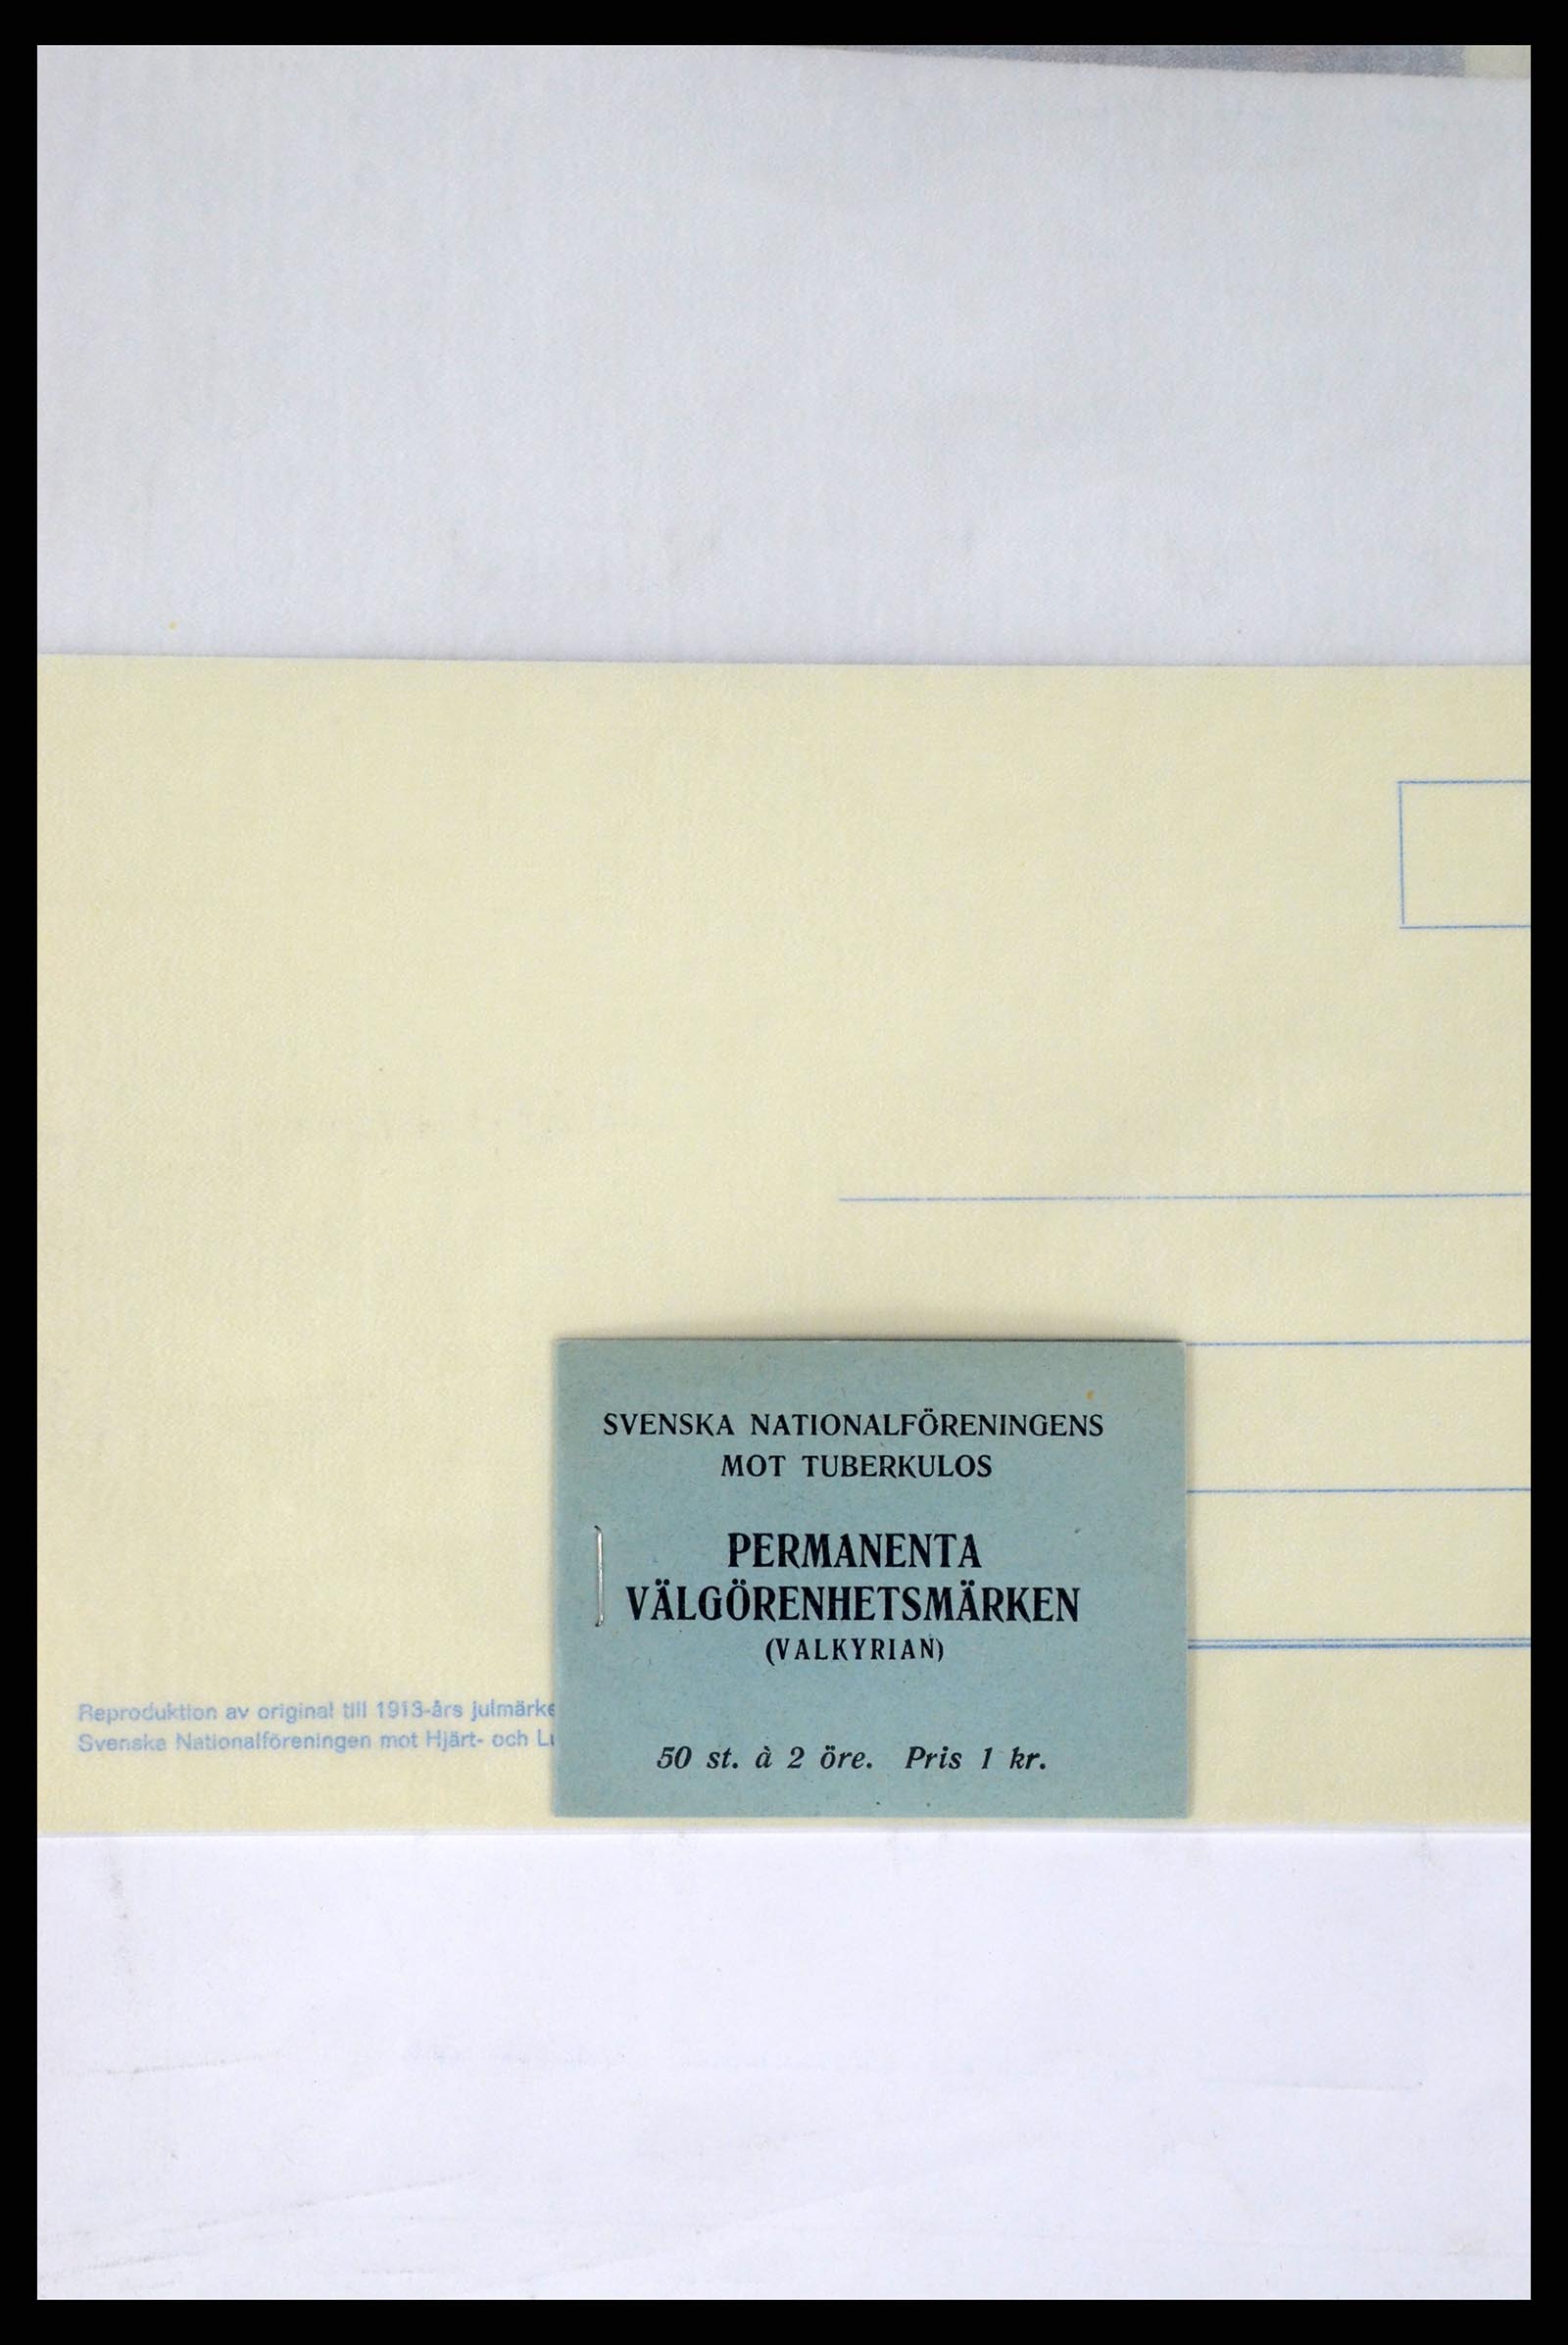 SVENSKA NATIONALFÖRENINGENS
MOT TUBERKULOS
PERMANENTA
VÄLGÖRENHETSMÄRKEN
(VALKYRIAN)
50 st. à 2 öre. Pris 1 kr.
Reproduktion av original till 1913-års julmärke
Svenska Nationalföreningen mot Hjärt- och